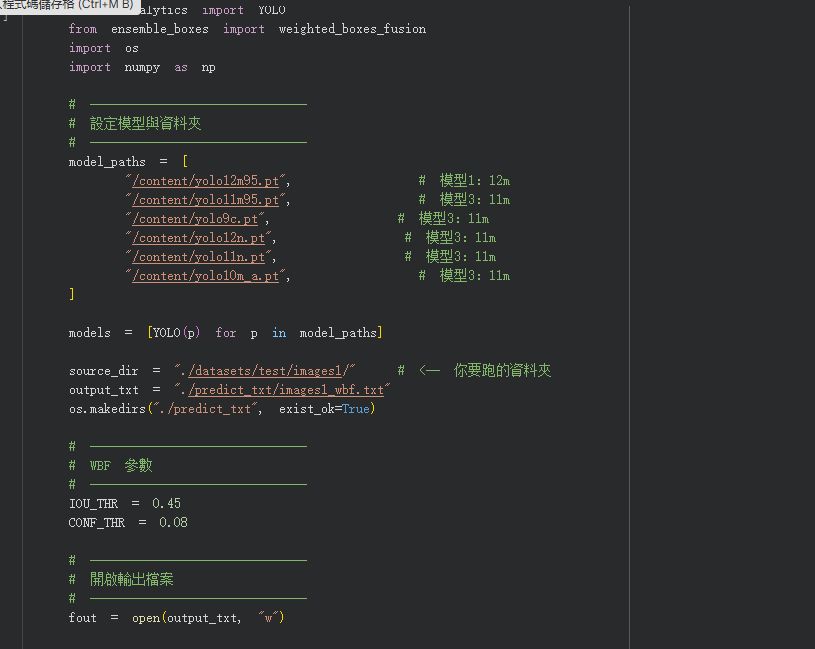 程式碼儲存格 (Ctrl+M B)
alytics import YOLO
from ensemble_boxes import weighted_boxes_fusion
import os
import numpy as np
# ───────────────────────────────
# 設定模型與資料夾
# ───────────────────────────────
model_paths = [
"/content/yolo12m95.pt", # 模型1: 12m
"/content/yolo11m95.pt", # 模型3: 11m
"/content/yolo9c.pt", # 模型3: 11m
"/content/yolo12n.pt", # 模型3: 11m
"/content/yolo11n.pt", # 模型3: 11m
"/content/yolo10m_a.pt", # 模型3: 11m
]
models = [YOLO(p) for p in model_paths]
source_dir = "./datasets/test/images1/" # <── 你要跑的資料夾
output_txt = "./predict_txt/images1_wbf.txt"
os.makedirs("./predict_txt", exist_ok=True)
# ───────────────────────────────
# WBF 參數
# ───────────────────────────────
IOU_THR = 0.45
CONF_THR = 0.08
# ───────────────────────────────
# 開啟輸出檔案
# ───────────────────────────────
fout = open(output_txt, "w")